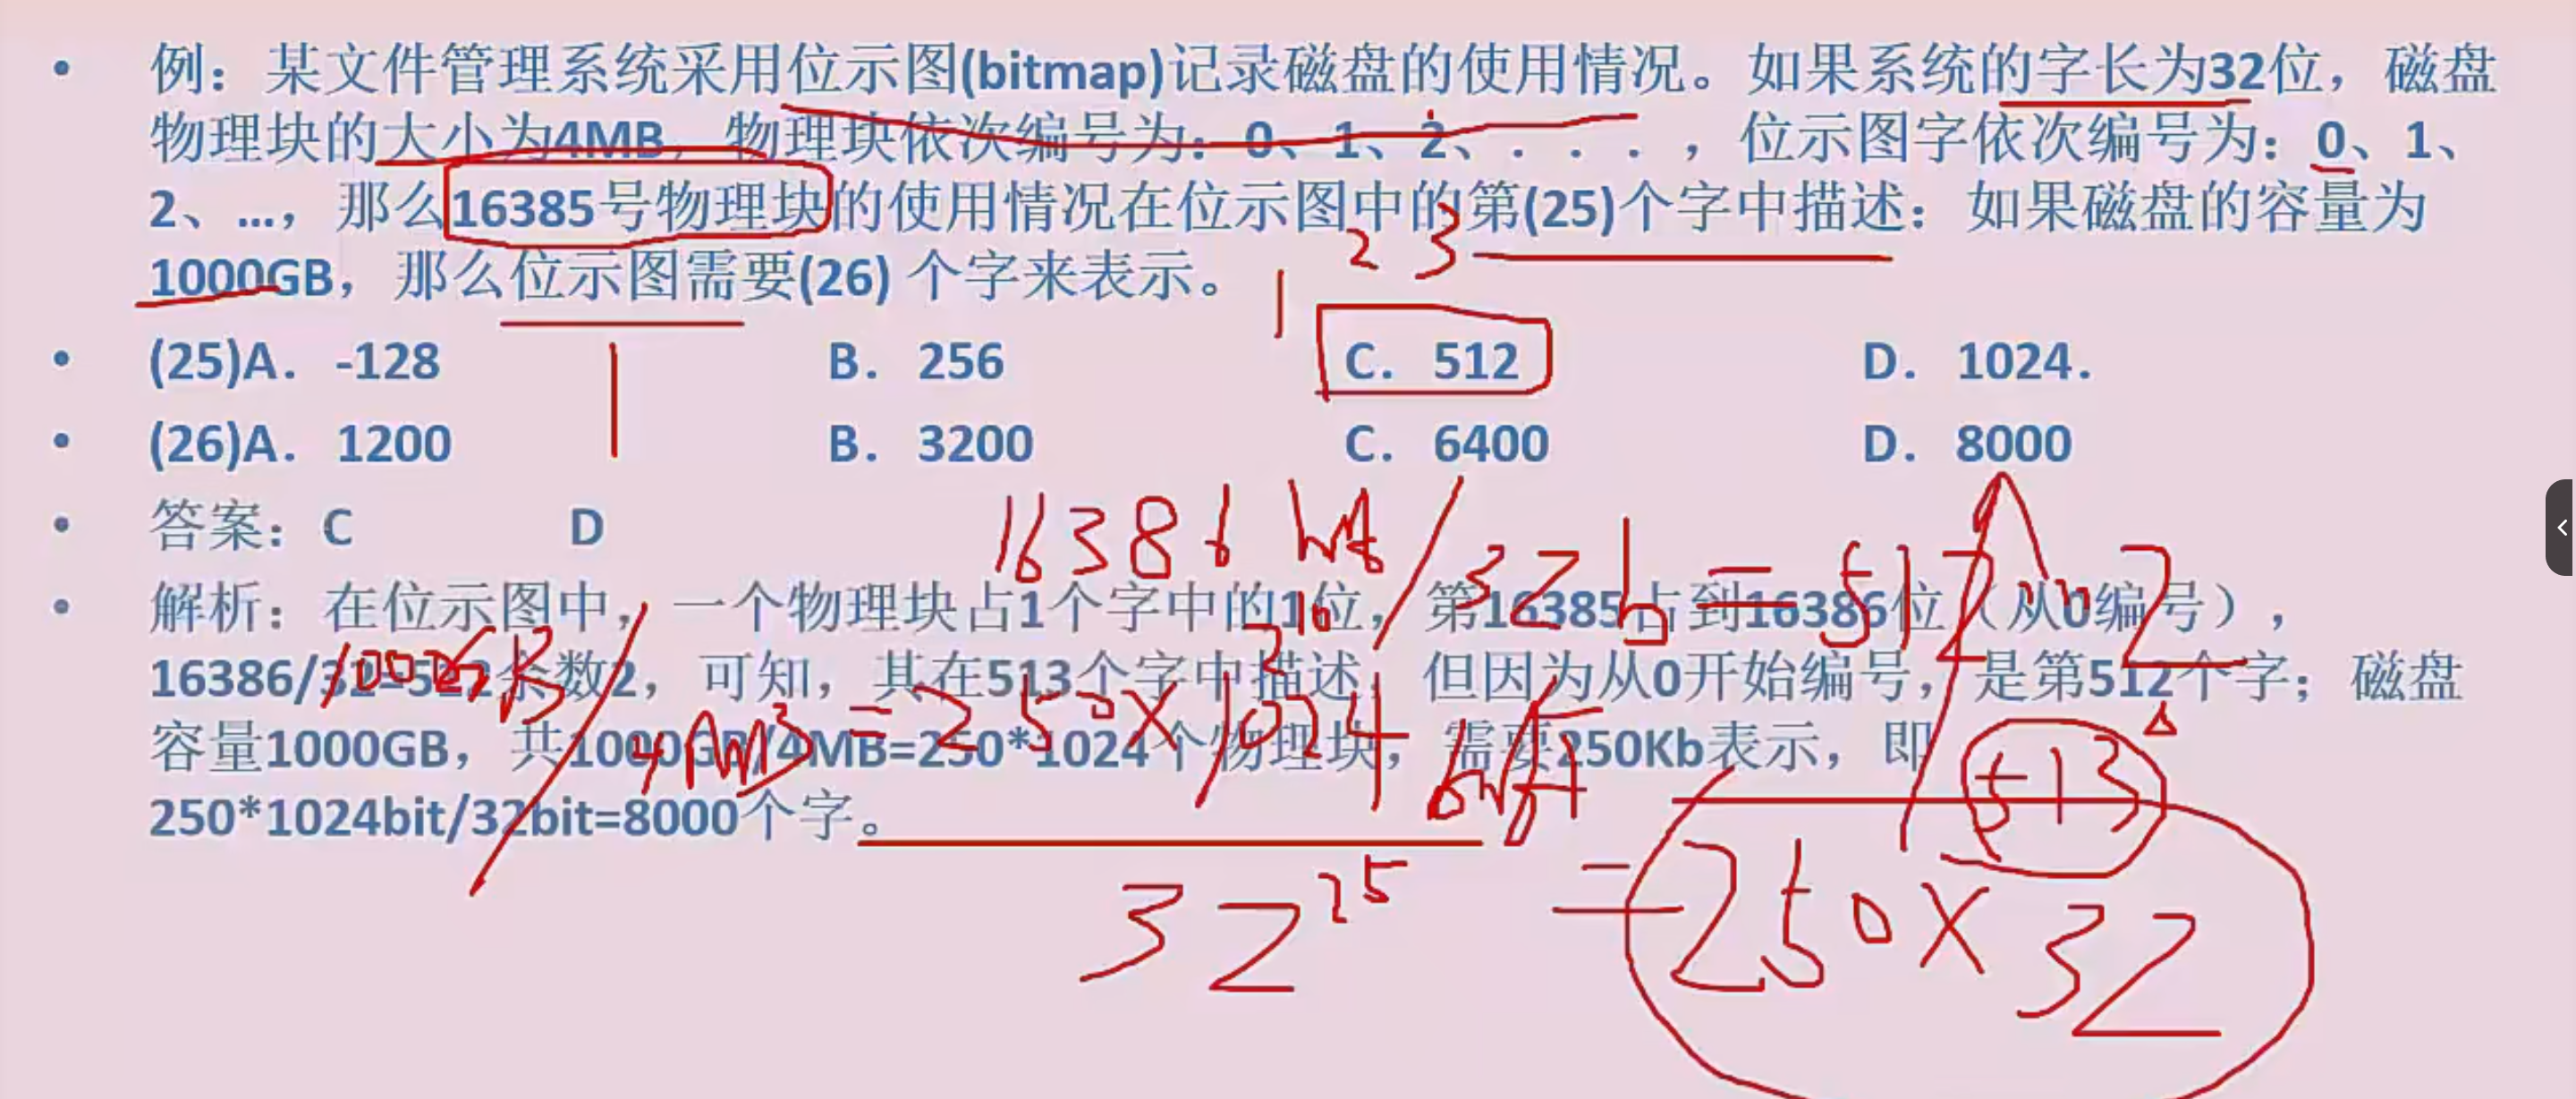 • 例：某文件管理系统采用位示图(bitmap)记录磁盘的使用情况。如果系统的字长为32位，磁盘
物理块的大小为4MB，物理块依次编号为：0、1、2、．．．，位示图字依次编号为：0、1、
2、…，那么16385号物理块的使用情况在位示图中的第(25)个字中描述：如果磁盘的容量为
2 3
1000GB，那么位示图需要(26) 个字来表示。
• (25)A. -128 B. 256 C. 512 D. 1024.
• (26)A. 1200 B. 3200 C. 6400 D. 8000
• 答案：C D
1638 / 32b = 512 2
• 解析：在位示图中，一个物理块占1个字中的1位，第16385占到16386位（从0编号），
16386/32=512余数2，可知，其在513个字中描述，但因为从0开始编号，是第512个字；磁盘
1000GB / 4MB = 250×1024
容量1000GB，共1000GB/4MB=250*1024个物理块，需要250Kb表示，即
513
250*1024bit/32bit=8000个字。
32 25 = 250×32